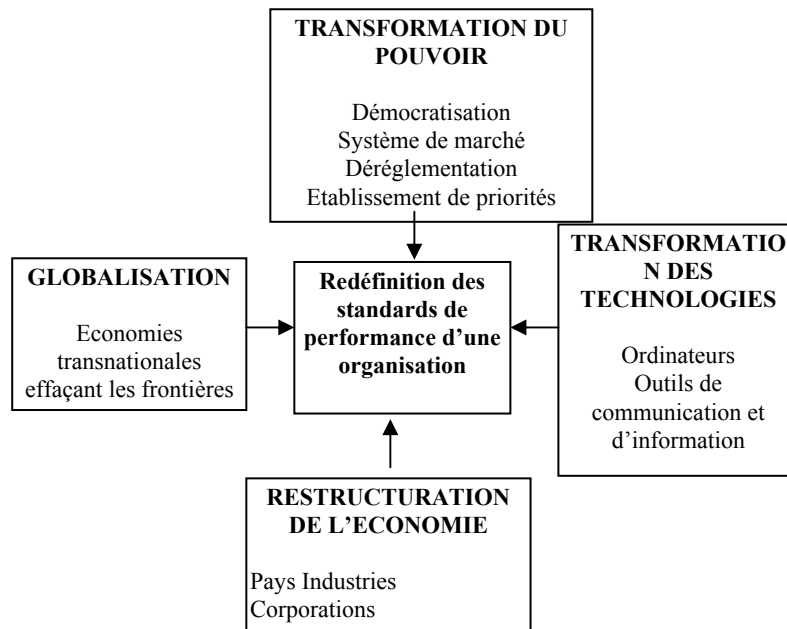 TRANSFORMATION DU
POUVOIR
Démocratisation
Système de marché
Déréglementation
Etablissement de priorités
GLOBALISATION
Economies
transnationales
effaçant les frontières
Redéfinition des
standards de
performance d’une
organisation
TRANSFORMATIO
N DES
TECHNOLOGIES
Ordinateurs
Outils de
communication et
d’information
RESTRUCTURATION
DE L’ECONOMIE
Pays Industries
Corporations